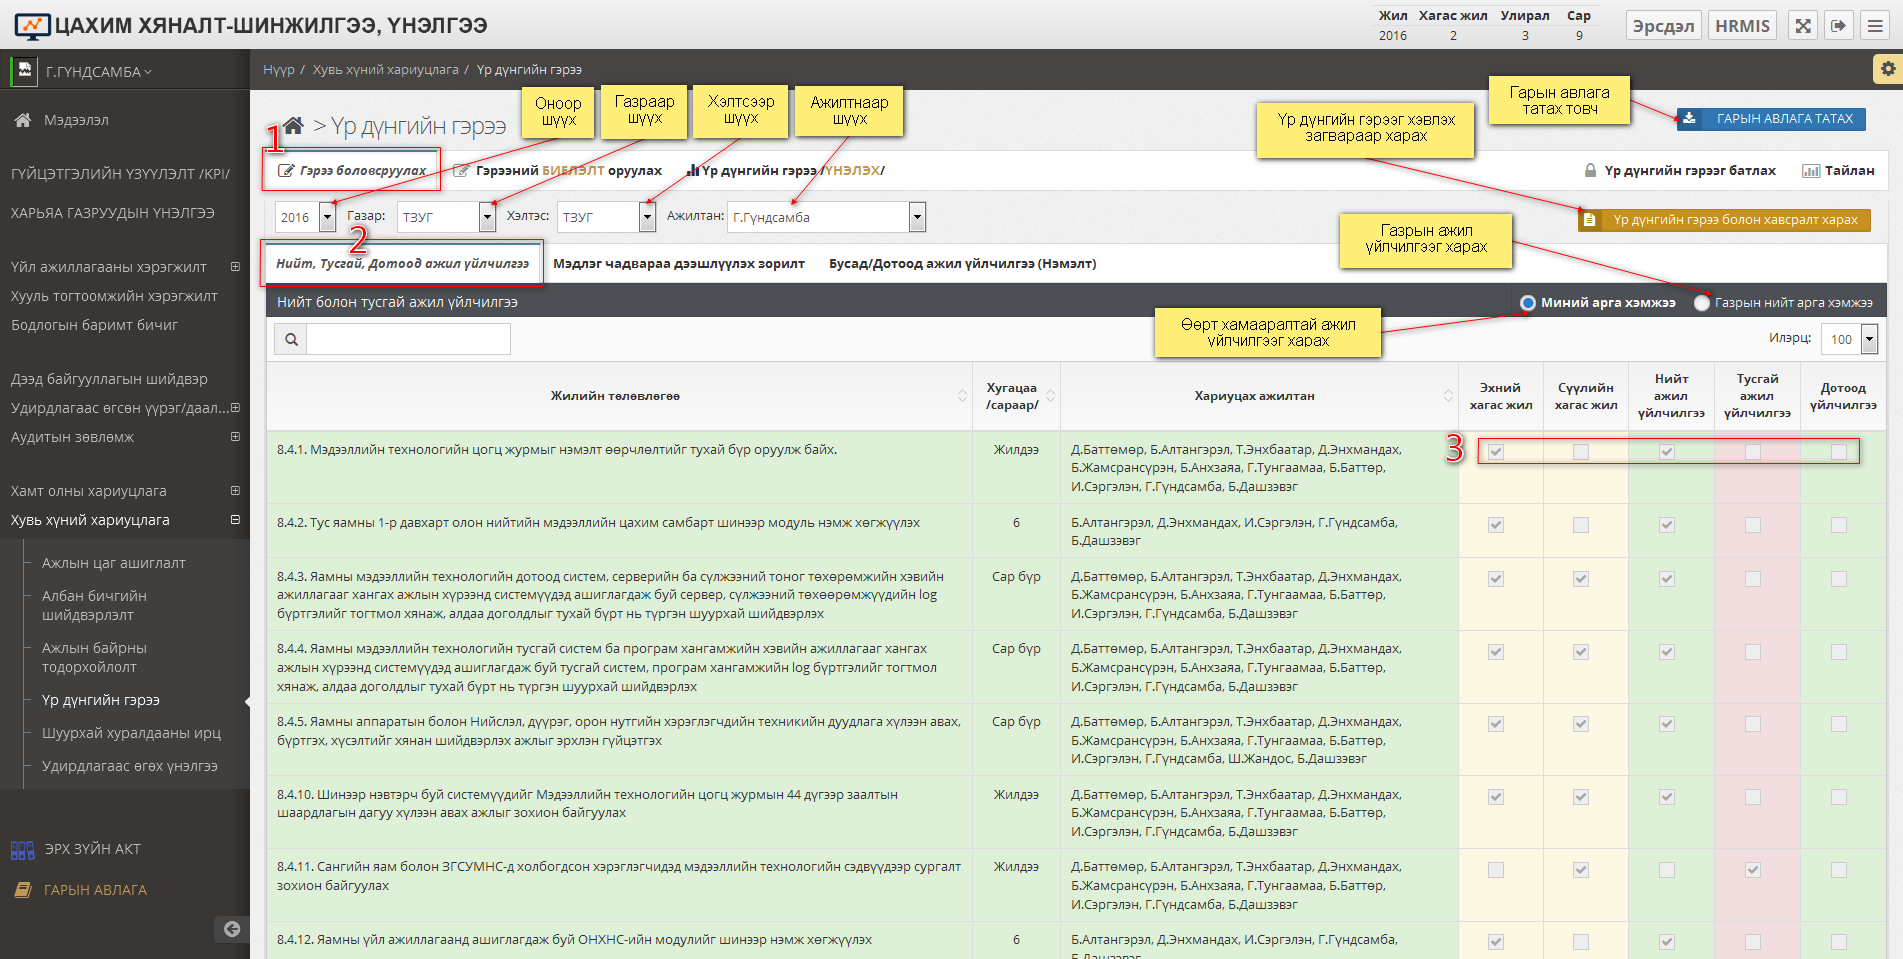 ЦАХИМ ХЯНАЛТ-ШИНЖИЛГЭЭ, ҮНЭЛГЭЭ
Жил Хагас жил Улирал Сар
2016 2 3 9
Эрсдэл HRMIS
Г.ГҮНДСАМБА
Нүүр / Хувь хүний хариуцлага / Үр дүнгийн гэрээ
Мэдээлэл
ГҮЙЦЭТГЭЛИЙН ҮЗҮҮЛЭЛТ /KPI/
ХАРЬЯА ГАЗРУУДЫН ҮНЭЛГЭЭ
Үйл ажиллагааны хэрэгжилт
Хууль тогтоомжийн хэрэгжилт
Бодлогын баримт бичиг
Дээд байгууллагын шийдвэр
Удирдлагаас өгсөн үүрэг/даал...
Аудитын зөвлөмж
Хамт олны хариуцлага
Хувь хүний хариуцлага
Ажлын цаг ашиглалт
Албан бичгийн
шийдвэрлэлт
Ажлын байрны
тодорхойлолт
Үр дүнгийн гэрээ
Шуурхай хуралдааны ирц
Удирдлагаас өгөх үнэлгээ
ЭРХ ЗҮЙН АКТ
ГАРЫН АВЛАГА
> Үр дүнгийн гэрээ
Оноор
шүүх
Газраар
шүүх
Хэлтсээр
шүүх
Ажилтнаар
шүүх
Үр дүнгийн гэрээг хэвлэх
загвараар харах
Гарын авлага
татах товч
ГАРЫН АВЛАГА ТАТАХ
1
Гэрээ боловсруулах
Гэрээний БИЕЛЭЛТ оруулах
Үр дүнгийн гэрээ /ҮНЭЛЭХ/
Үр дүнгийн гэрээг батлах
Тайлан
2016 Газар: ТЗУГ Хэлтэс: ТЗУГ Ажилтан: Г.Гүндсамба
Үр дүнгийн гэрээ болон хавсралт харах
Газрын ажил
үйлчилгээг харах
2
Нийт, Тусгай, Дотоод ажил үйлчилгээ
Мэдлэг чадвараа дээшлүүлэх зорилт
Бусад/Дотоод ажил үйлчилгээ (Нэмэлт)
Нийт болон тусгай ажил үйлчилгээ
Миний арга хэмжээ
Газрын нийт арга хэмжээ
Өөрт хамааралтай ажил
үйлчилгээг харах
Илэрц: 100
Жилийн төлөвлөгөө
Хугацаа
/сараар/
Хариуцах ажилтан
Эхний
хагас жил
Сүүлийн
хагас жил
Нийт
ажил
үйлчилгээ
Тусгай
ажил
үйлчилгээ
Дотоод
үйлчилгээ
8.4.1. Мэдээллийн технологийн цогц журмыг нэмэлт өөрчлөлтийг тухай бүр оруулж байх.
Жилдээ
Д.Баттөмөр, Б.Алтангэрэл, Т.Энхбаатар, Д.Энхмандах,
Б.Жамсрансүрэн, Б.Анхзаяа, Г.Тунгаамаа, Б.Баттөр,
И.Сэргэлэн, Г.Гүндсамба, Б.Дашзэвэг
3
8.4.2. Тус яамны 1-р давхарт олон нийтийн мэдээллийн цахим самбарт шинээр модуль нэмж хөгжүүлэх
6
Б.Алтангэрэл, Д.Энхмандах, И.Сэргэлэн, Г.Гүндсамба,
Б.Дашзэвэг
8.4.3. Яамны мэдээллийн технологийн дотоод систем, серверийн ба сүлжээний тоног төхөрөмжийн хэвийн
ажиллагааг хангах ажлын хүрээнд системүүдэд ашиглагдаж буй сервер, сүлжээний төхөөрөмжүүдийн log
бүртгэлийг тогтмол хянаж, алдаа доголдлыг тухай бүрт нь түргэн шуурхай шийдвэрлэх
Сар бүр
Д.Баттөмөр, Б.Алтангэрэл, Т.Энхбаатар, Д.Энхмандах,
Б.Жамсрансүрэн, Б.Анхзаяа, Г.Тунгаамаа, Б.Баттөр,
И.Сэргэлэн, Г.Гүндсамба, Б.Дашзэвэг
8.4.4. Яамны мэдээллийн технологийн тусгай систем ба програм хангамжийн хэвийн ажиллагааг хангах
ажлын хүрээнд системүүдэд ашиглагдаж буй тусгай систем, програм хангамжийн log бүртгэлийг тогтмол
хянаж, алдаа доголдлыг тухай бүрт нь түргэн шуурхай шийдвэрлэх
Сар бүр
Д.Баттөмөр, Б.Алтангэрэл, Т.Энхбаатар, Д.Энхмандах,
Б.Жамсрансүрэн, Б.Анхзаяа, Г.Тунгаамаа, Б.Баттөр,
И.Сэргэлэн, Г.Гүндсамба, Б.Дашзэвэг
8.4.5. Яамны аппаратын болон Нийслэл, дүүрэг, орон нутгийн хэрэглэгчдийн техникийн дуудлага хүлээн авах,
бүртгэх, хүсэлтийг хянан шийдвэрлэх ажлыг эрхлэн гүйцэтгэх
Сар бүр
Д.Баттөмөр, Б.Алтангэрэл, Т.Энхбаатар, Д.Энхмандах,
Б.Жамсрансүрэн, Б.Анхзаяа, Г.Тунгаамаа, Б.Баттөр,
И.Сэргэлэн, Г.Гүндсамба, Ш.Жандос, Б.Дашзэвэг
8.4.10. Шинээр нэвтэрч буй системүүдийг Мэдээллийн технологийн цогц журмын 44 дүгээр заалтын
шаардлагын дагуу хүлээн авах ажлыг зохион байгуулах
Жилдээ
Д.Баттөмөр, Б.Алтангэрэл, Т.Энхбаатар, Д.Энхмандах,
Б.Жамсрансүрэн, Б.Анхзаяа, Г.Тунгаамаа, Б.Баттөр,
И.Сэргэлэн, Г.Гүндсамба, Б.Дашзэвэг
8.4.11. Сангийн яам болон ЗГСУМНС-д холбогдсон хэрэглэгчидэд мэдээллийн технологийн сэдвүүдээр сургалт
зохион байгуулах
Жилдээ
Д.Баттөмөр, Б.Алтангэрэл, Т.Энхбаатар, Д.Энхмандах,
Б.Жамсрансүрэн, Б.Анхзаяа, Г.Тунгаамаа, Б.Баттөр,
И.Сэргэлэн, Г.Гүндсамба, Б.Дашзэвэг
8.4.12. Яамны үйл ажиллагаанд ашиглагдаж буй ОНХНС-ийн модулийг шинээр нэмж хөгжүүлэх
6
Б.Алтангэрэл, Д.Энхмандах, И.Сэргэлэн, Г.Гүндсамба,